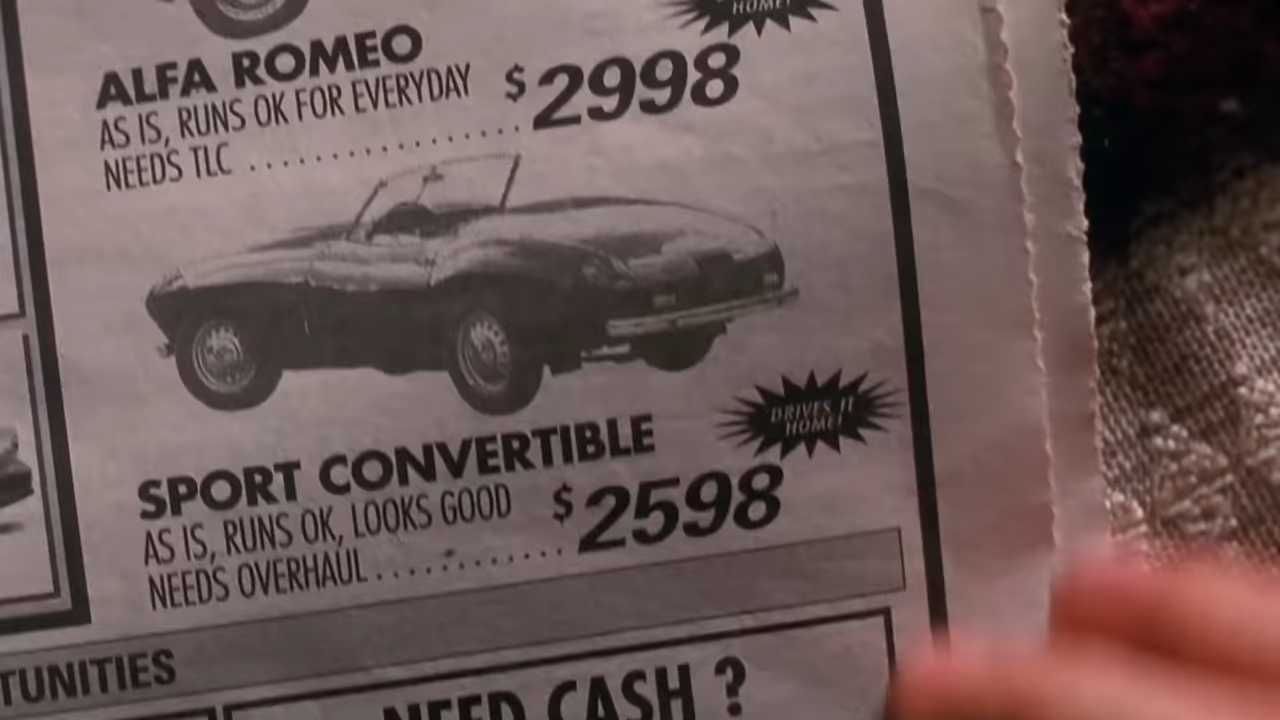 HOME!
ALFA ROMEO
AS IS, RUNS OK FOR EVERYDAY
NEEDS TLC ................ $2998
DRIVES IT
HOME!
SPORT CONVERTIBLE
AS IS, RUNS OK, LOOKS GOOD
NEEDS OVERHAUL ............ $2598
TUNITIES
NEED CASH ?